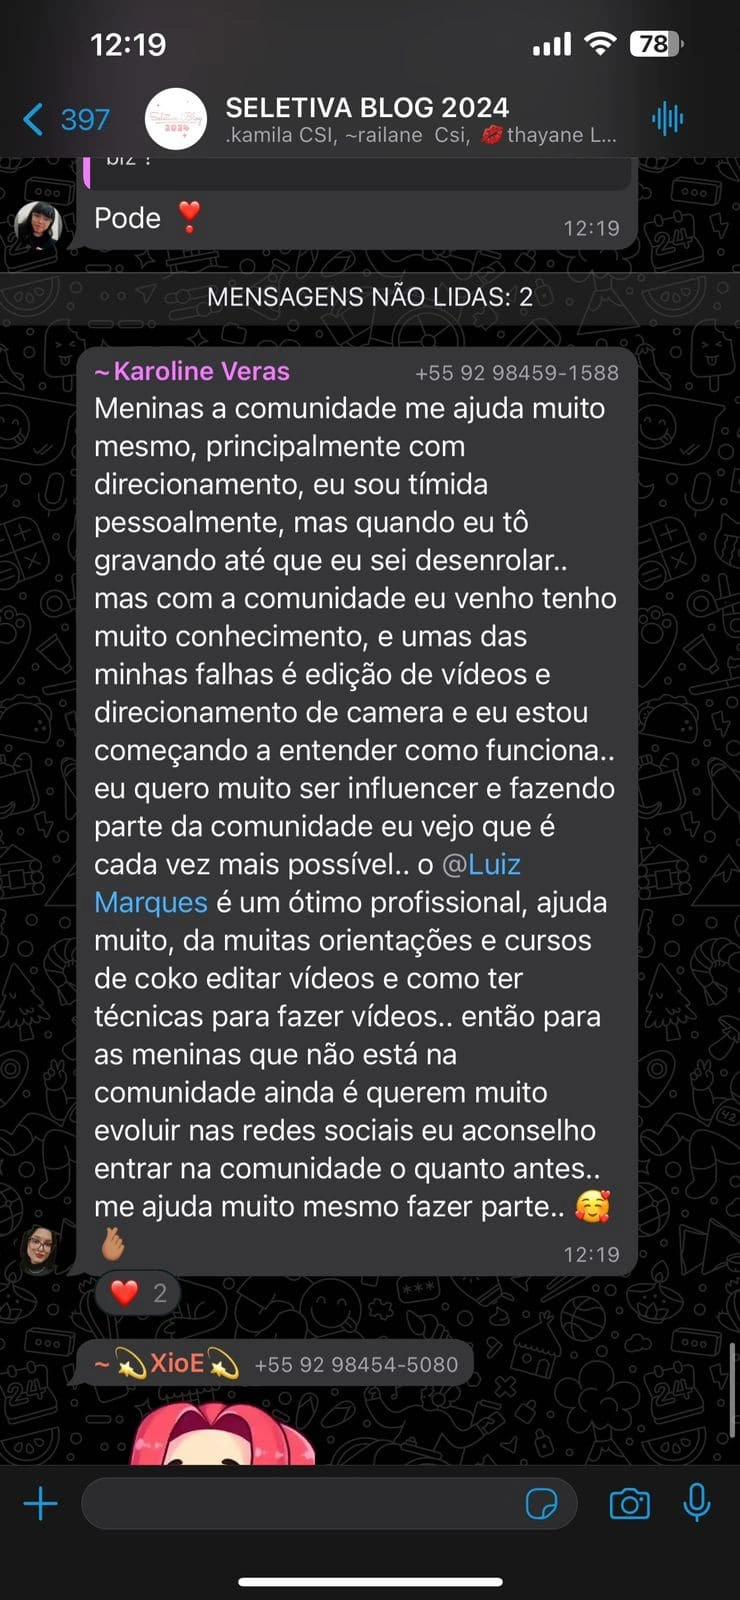 12:19
78
397
SELETIVA BLOG 2024
.kamila CSI, ~railane Csi, 💋thayane L...
Pode ❣️
12:19
MENSAGENS NÃO LIDAS: 2
~Karoline Veras +55 92 98459-1588
Meninas a comunidade me ajuda muito
mesmo, principalmente com
direcionamento, eu sou tímida
pessoalmente, mas quando eu tô
gravando até que eu sei desenrolar..
mas com a comunidade eu venho tenho
muito conhecimento, e umas das
minhas falhas é edição de vídeos e
direcionamento de camera e eu estou
começando a entender como funciona..
eu quero muito ser influencer e fazendo
parte da comunidade eu vejo que é
cada vez mais possível.. o @Luiz
Marques é um ótimo profissional, ajuda
muito, da muitas orientações e cursos
de coko editar vídeos e como ter
técnicas para fazer vídeos.. então para
as meninas que não está na
comunidade ainda é querem muito
evoluir nas redes sociais eu aconselho
entrar na comunidade o quanto antes..
me ajuda muito mesmo fazer parte.. 🥰
🫰🏽
12:19
❤️ 2
~💫XioE💫 +55 92 98454-5080